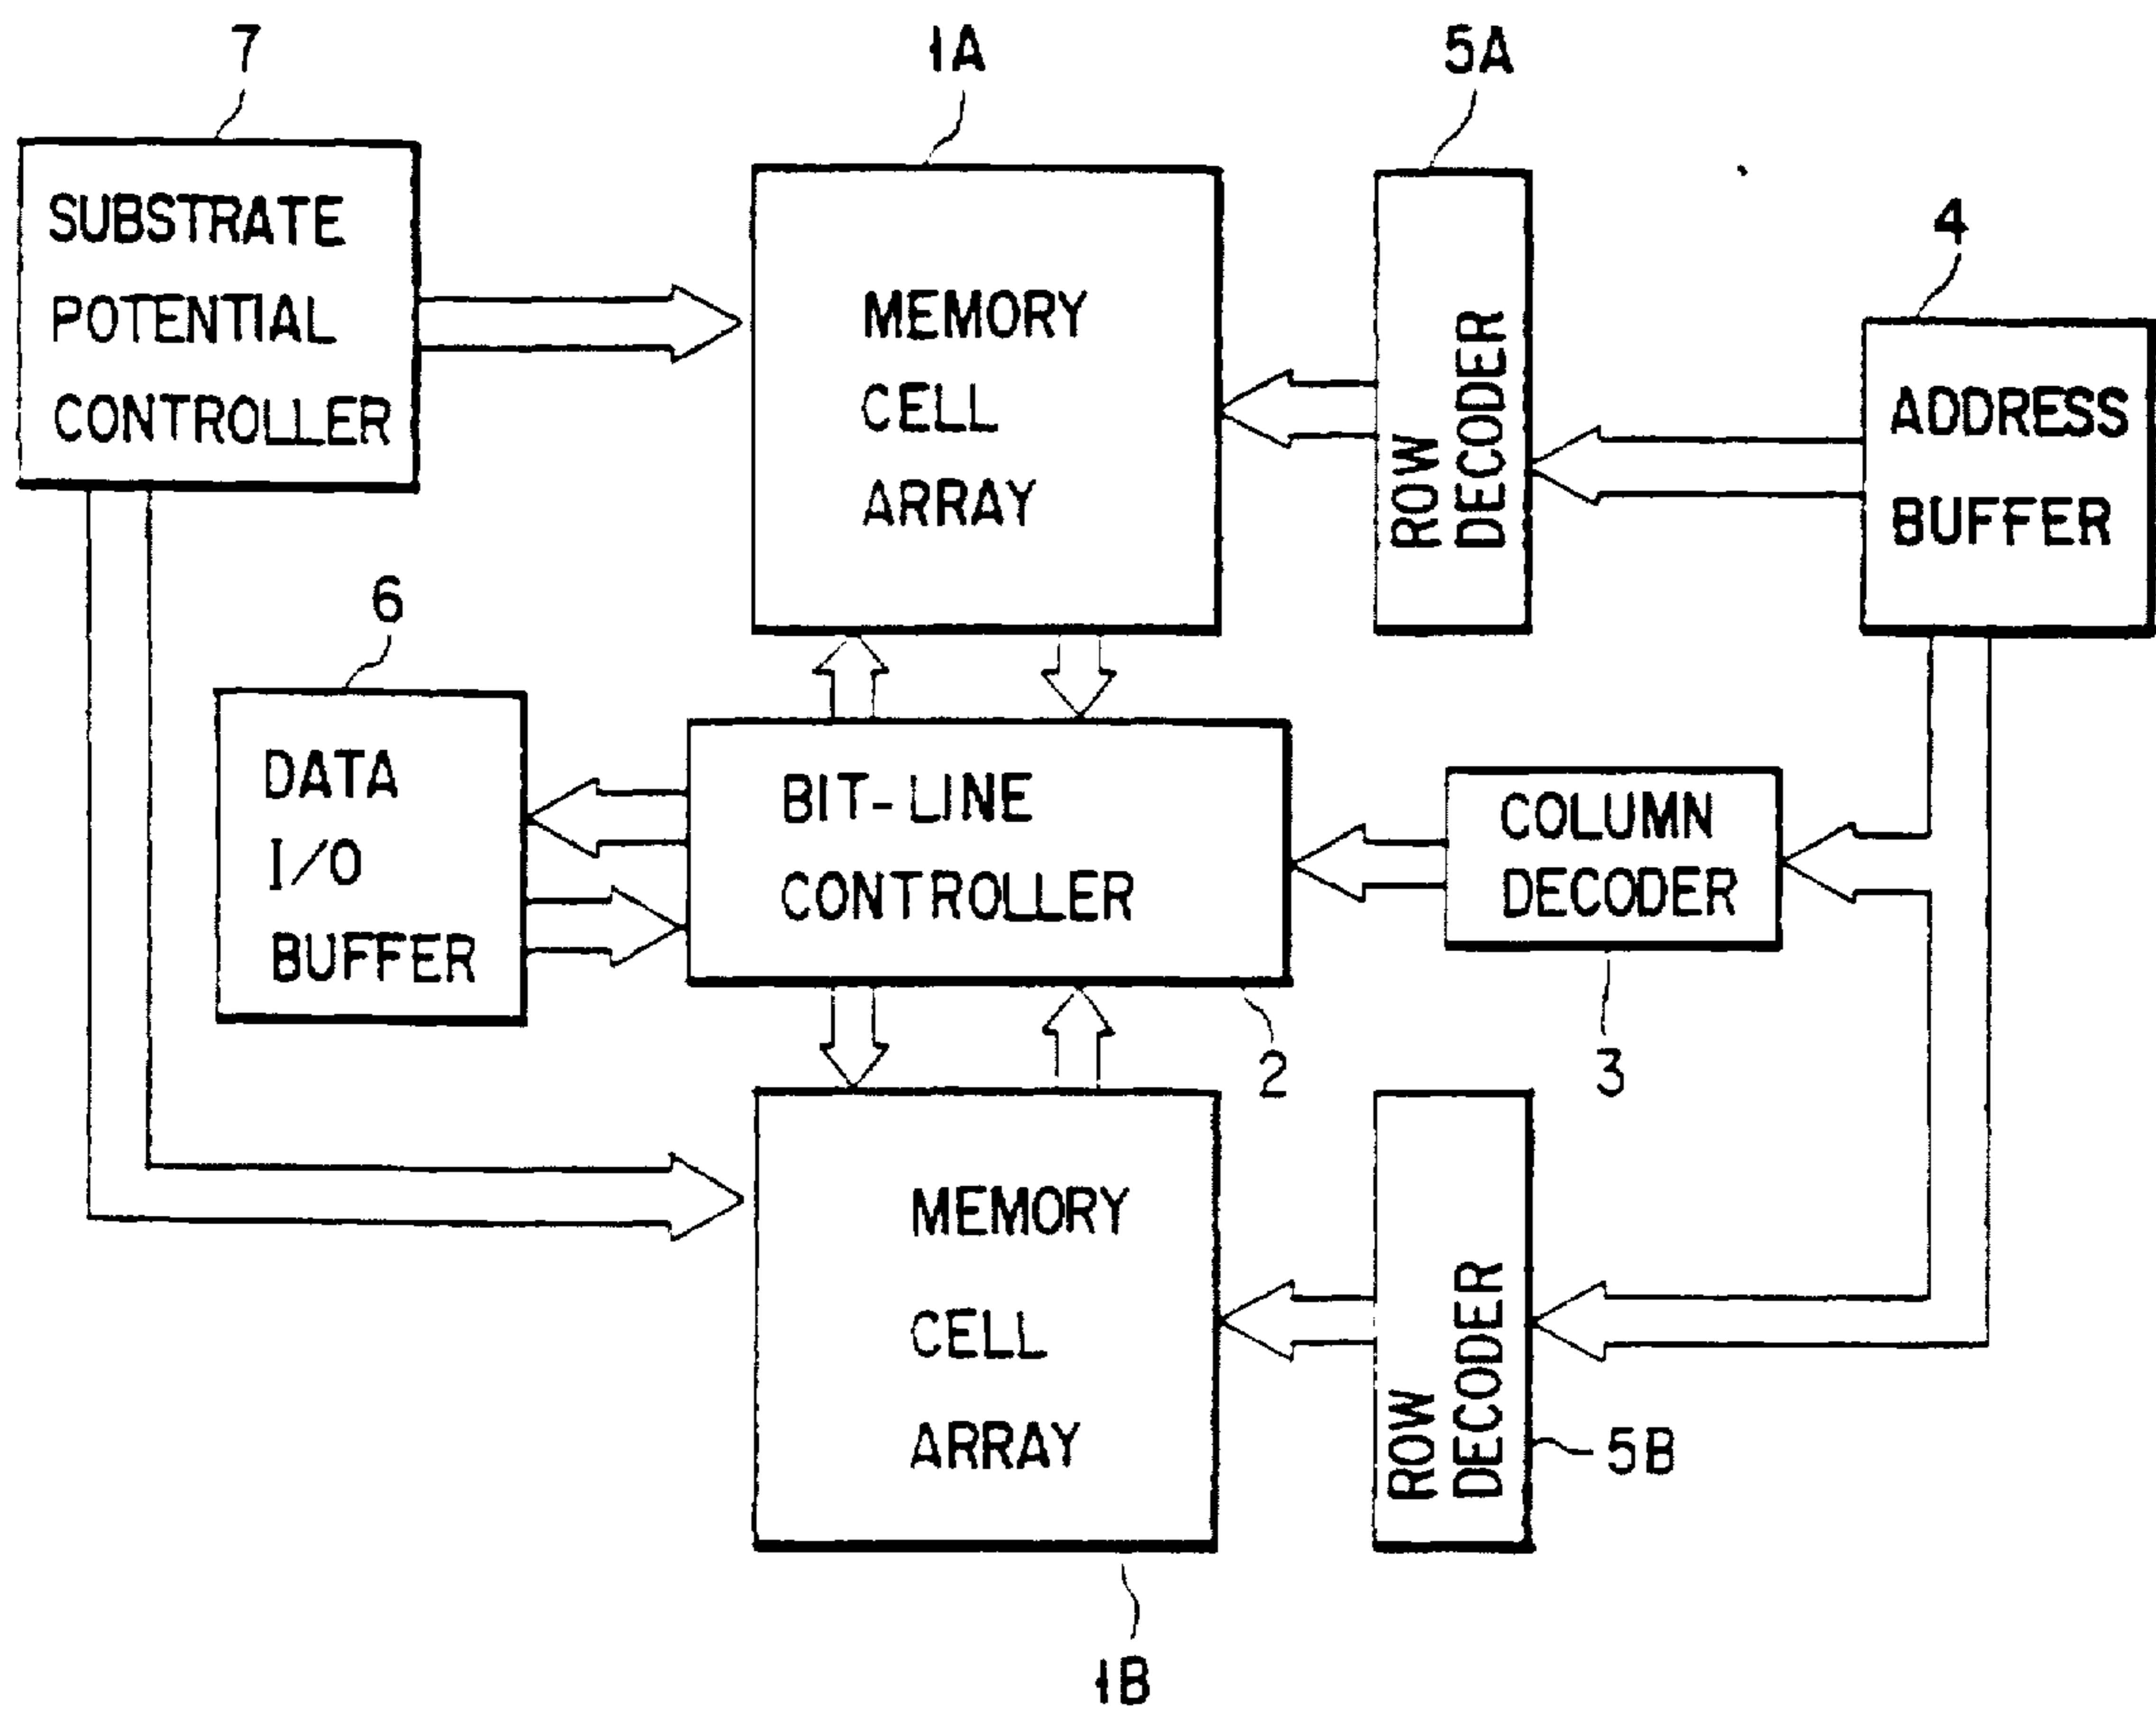 7
1A
5A
4
SUBSTRATE
POTENTIAL
CONTROLLER
MEMORY
CELL
ARRAY
ROW
DECODER
ADDRESS
BUFFER
6
DATA
I/O
BUFFER
BIT-LINE
CONTROLLER
COLUMN
DECODER
2
3
MEMORY
CELL
ARRAY
ROW
DECODER
5B
1B